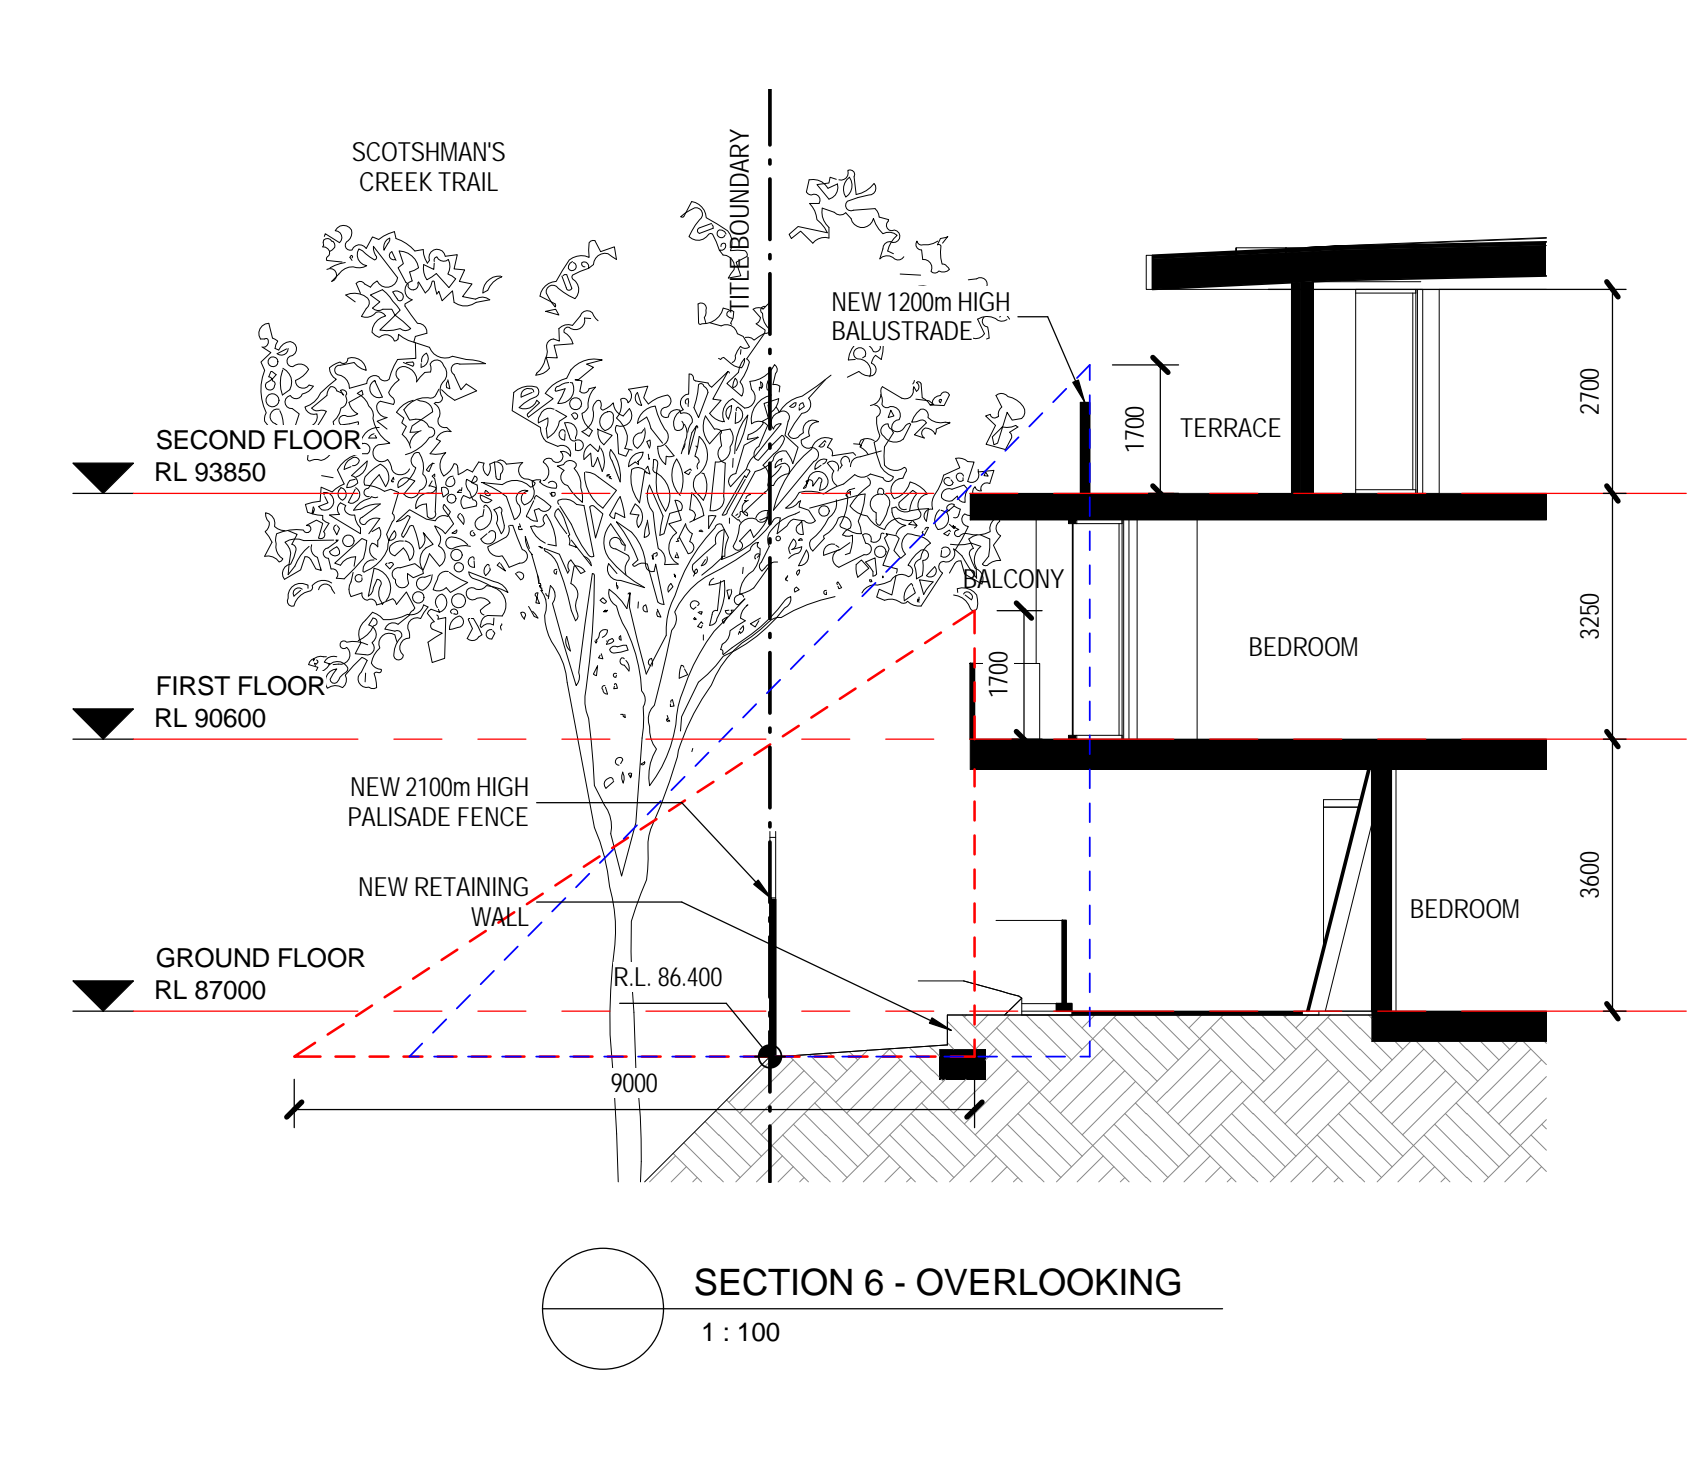 SCOTSHMAN'S
CREEK TRAIL
TITLE BOUNDARY
NEW 1200m HIGH
BALUSTRADE
2700
1700
TERRACE
SECOND FLOOR
RL 93850
BALCONY
3250
BEDROOM
1700
FIRST FLOOR
RL 90600
NEW 2100m HIGH
PALISADE FENCE
3600
NEW RETAINING
WALL
BEDROOM
GROUND FLOOR
RL 87000
R.L. 86.400
9000
SECTION 6 - OVERLOOKING
1 : 100